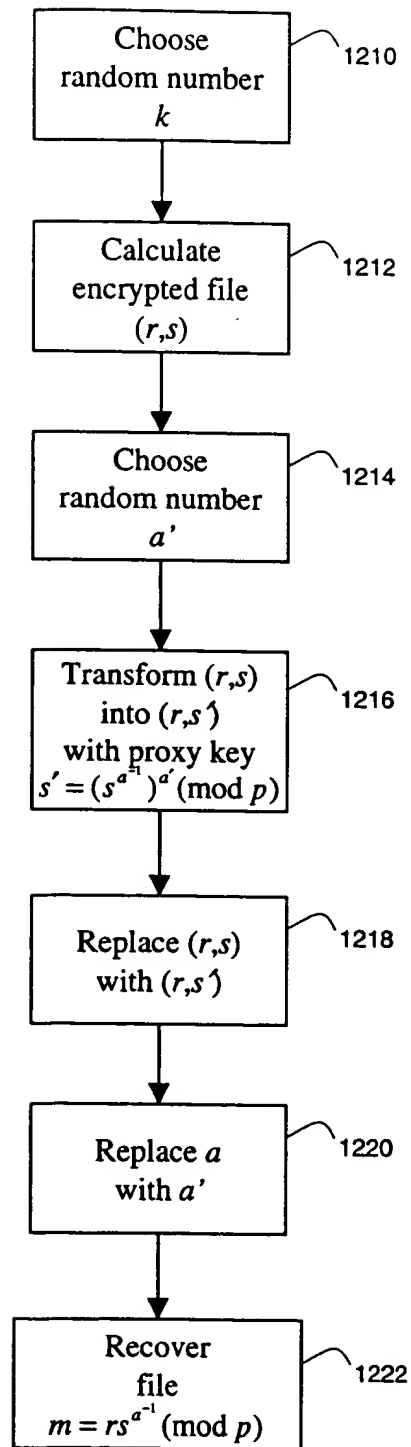 Choose
random number
k
1210
Calculate
encrypted file
(r,s)
1212
Choose
random number
a'
1214
Transform (r,s)
into (r,s')
with proxy key
s' = (s^{a^{-1}})^{a'} (mod p)
1216
Replace (r,s)
with (r,s')
1218
Replace a
with a'
1220
Recover
file
m = rs^{a^{-1}} (mod p)
1222